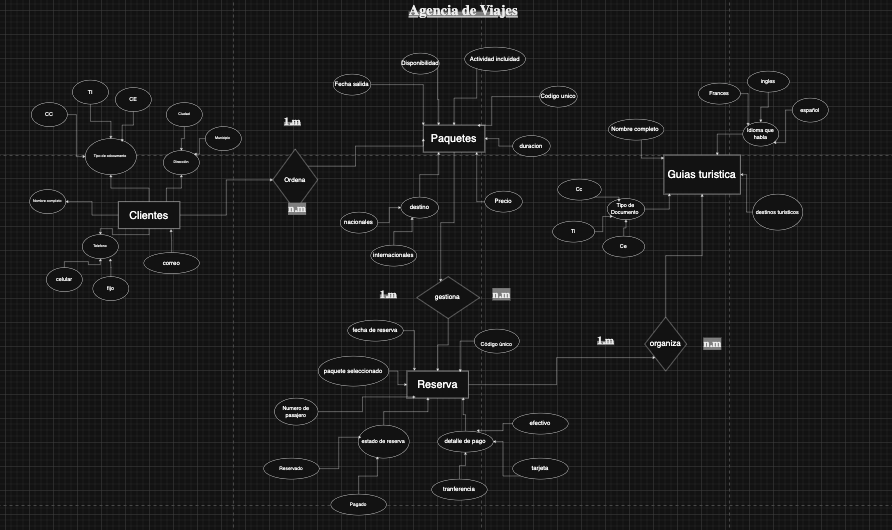 Agencia de Viajes
Disponibilidad
Actividad incluidad
Fecha salida
Codigo unico
Paquetes
duracion
destino
Precio
nacionales
internacionales
TI
CC
CE
Ciudad
Municipio
Tipo de odocumento
Dirección
Nombre completo
Clientes
Telefono
celular
fijo
correo
1.m
Ordena
n.m
ingles
Frances
español
Idioma que
habla
Nombre completo
Guias turistica
Cc
Tipo de
Documento
Ti
Ce
destinos turisticos
1.m
gestiona
n.m
1.m
organiza
n.m
fecha de reserva
Código único
paquete seleccionado
Reserva
Numero de
pasajero
estado de reserva
detalle de pago
efectivo
Reservado
tarjeta
tranferencia
Pagado